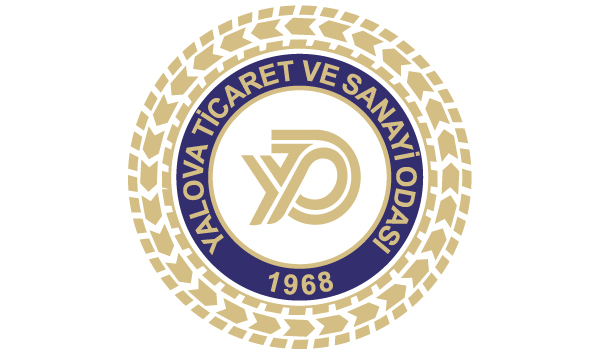 YALOVA TİCARET VE SANAYİ ODASI
1968